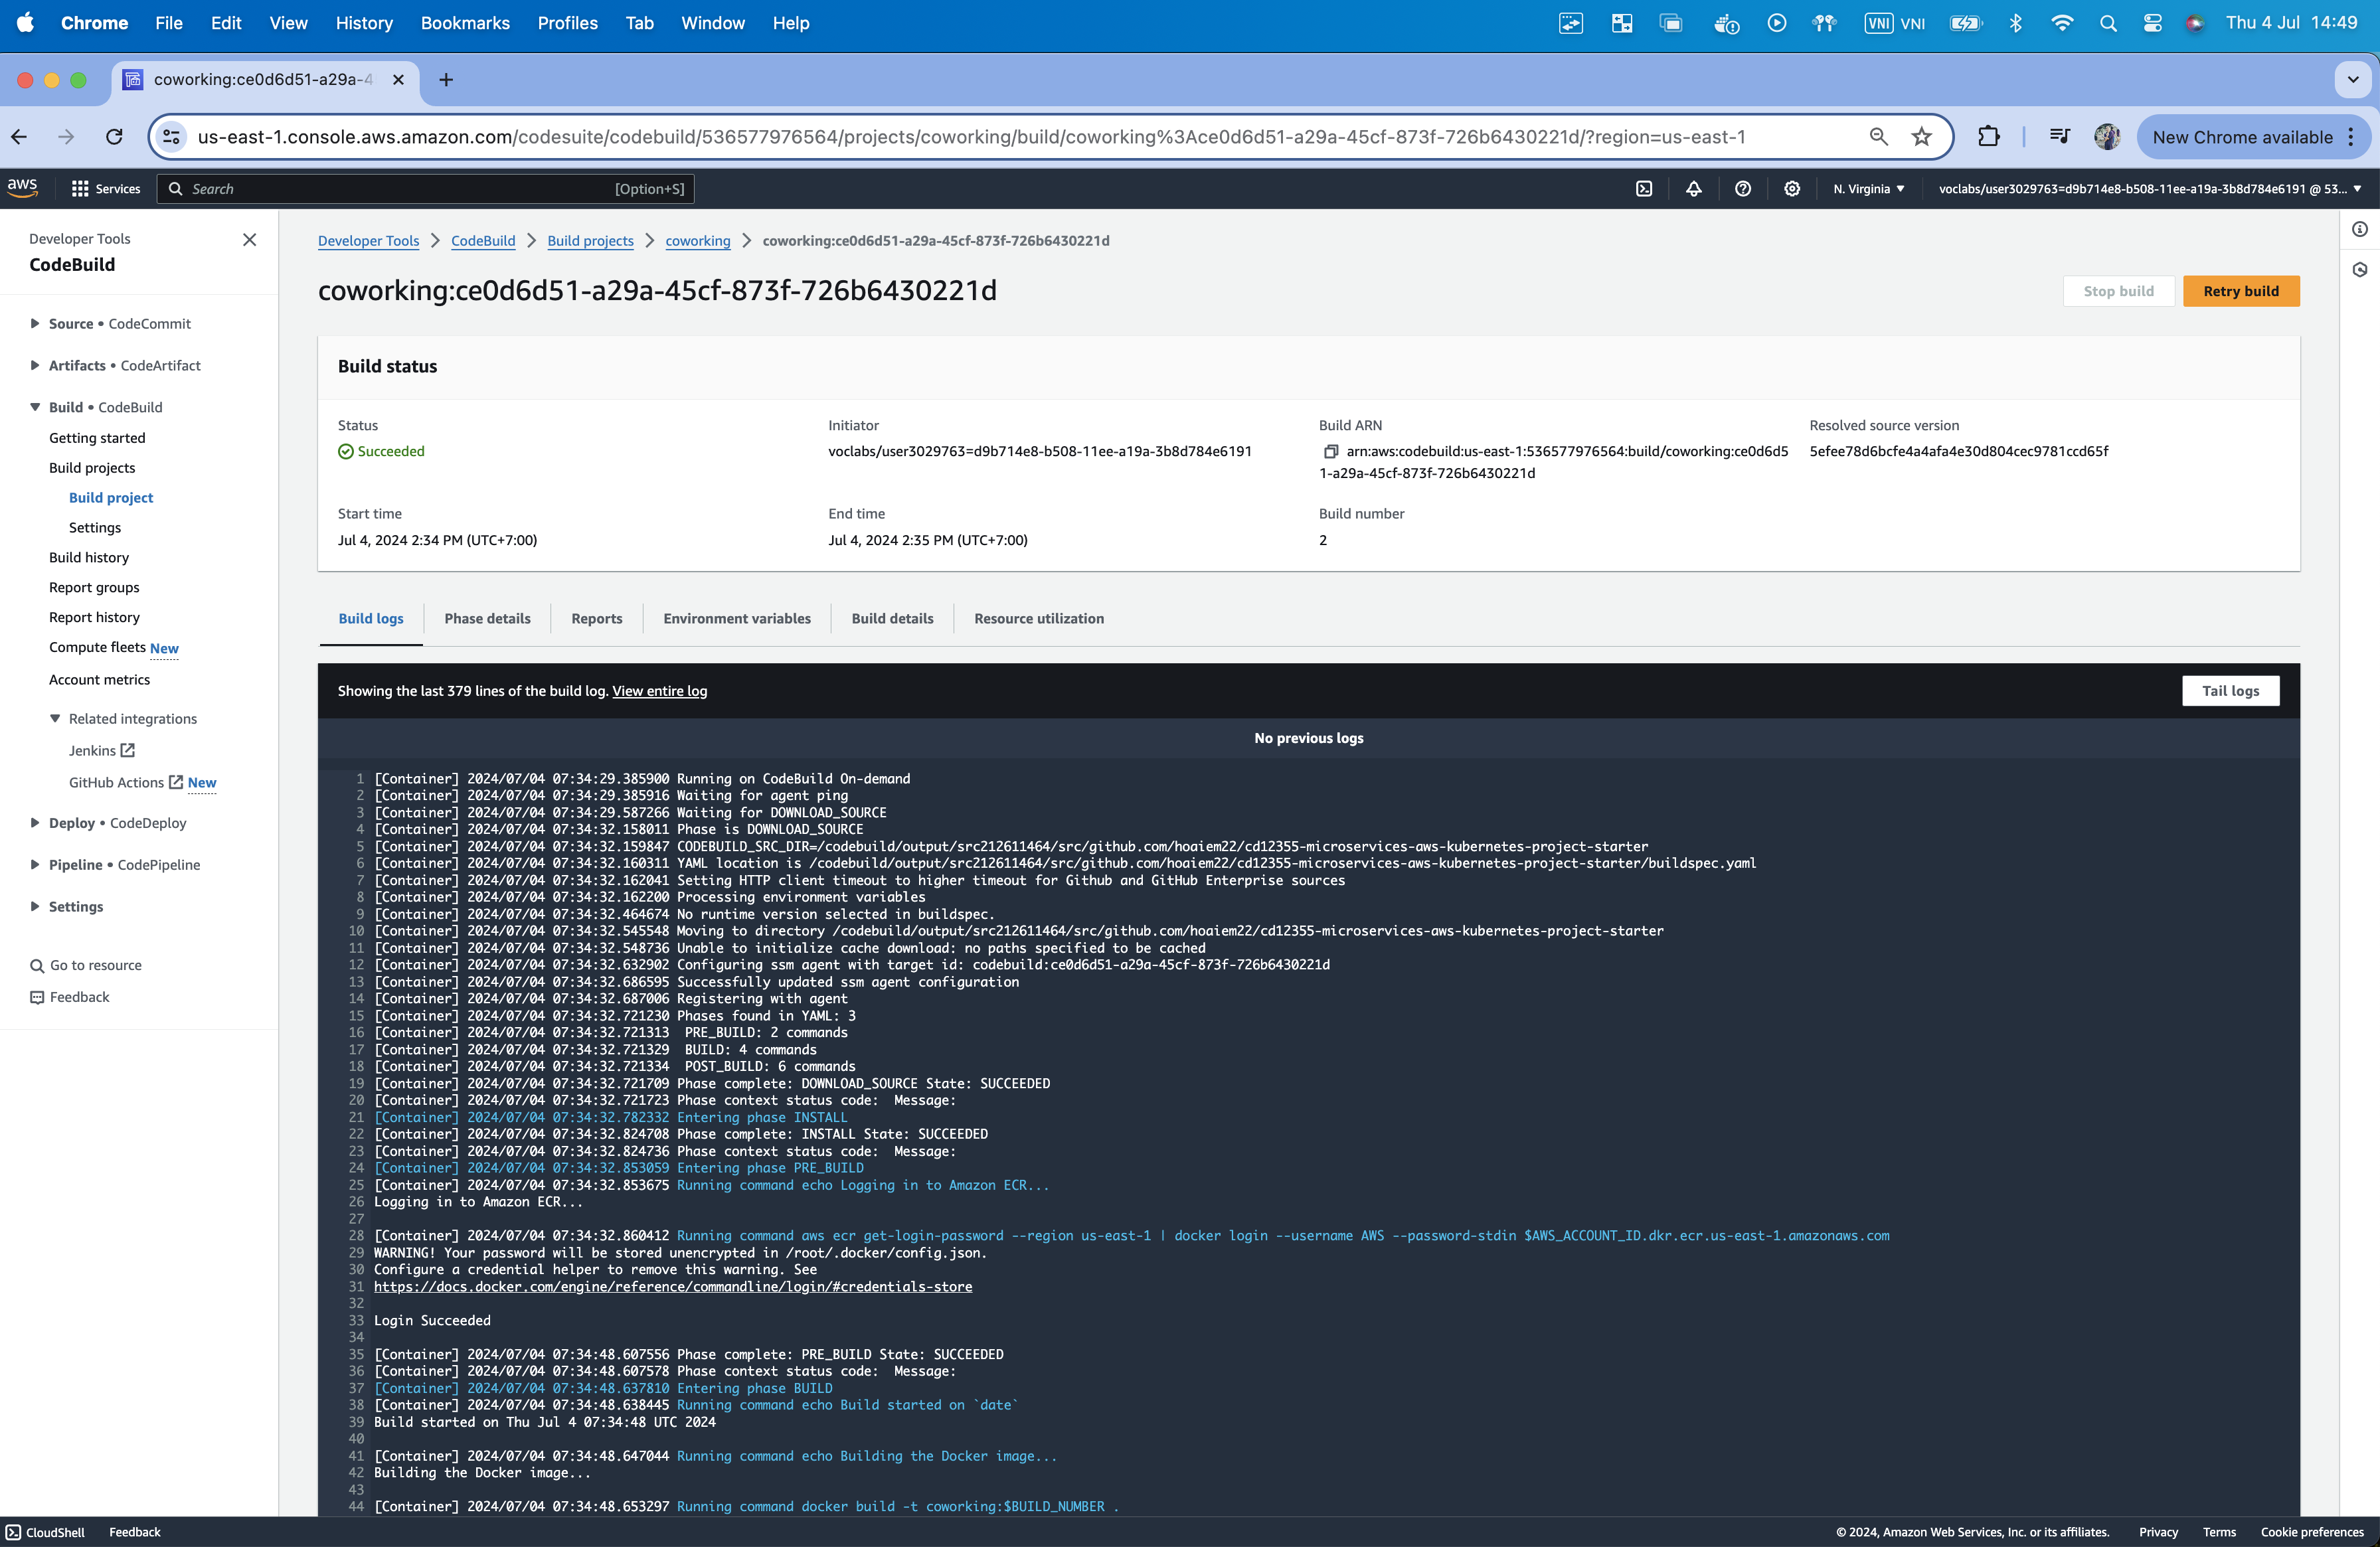 Chrome File Edit View History Bookmarks Profiles Tab Window Help VNI VNI Thu 4 Jul 14:49
coworking:ce0d6d51-a29a-4
us-east-1.console.aws.amazon.com/codesuite/codebuild/536577976564/projects/coworking/build/coworking%3Ace0d6d51-a29a-45cf-873f-726b6430221d/?region=us-east-1 New Chrome available
aws Services Search [Option+S] N. Virginia voclabs/user3029763=d9b714e8-b508-11ee-a19a-3b8d784e6191 @ 53...
Developer Tools
CodeBuild
Source • CodeCommit
Artifacts • CodeArtifact
Build • CodeBuild
Getting started
Build projects
Build project
Settings
Build history
Report groups
Report history
Compute fleets New
Account metrics
Related integrations
Jenkins
GitHub Actions New
Deploy • CodeDeploy
Pipeline • CodePipeline
Settings
Go to resource
Feedback
Developer Tools CodeBuild Build projects coworking coworking:ce0d6d51-a29a-45cf-873f-726b6430221d
coworking:ce0d6d51-a29a-45cf-873f-726b6430221d Stop build Retry build
Build status
Status Initiator Build ARN Resolved source version
Succeeded voclabs/user3029763=d9b714e8-b508-11ee-a19a-3b8d784e6191 arn:aws:codebuild:us-east-1:536577976564:build/coworking:ce0d6d5 5efee78d6bcfe4a4afa4e30d804cec9781ccd65f
1-a29a-45cf-873f-726b6430221d
Start time End time Build number
Jul 4, 2024 2:34 PM (UTC+7:00) Jul 4, 2024 2:35 PM (UTC+7:00) 2
Build logs Phase details Reports Environment variables Build details Resource utilization
Showing the last 379 lines of the build log. View entire log Tail logs
No previous logs
1 [Container] 2024/07/04 07:34:29.385900 Running on CodeBuild On-demand
2 [Container] 2024/07/04 07:34:29.385916 Waiting for agent ping
3 [Container] 2024/07/04 07:34:29.587266 Waiting for DOWNLOAD_SOURCE
4 [Container] 2024/07/04 07:34:32.158011 Phase is DOWNLOAD_SOURCE
5 [Container] 2024/07/04 07:34:32.159847 CODEBUILD_SRC_DIR=/codebuild/output/src212611464/src/github.com/hoaiem22/cd12355-microservices-aws-kubernetes-project-starter
6 [Container] 2024/07/04 07:34:32.160311 YAML location is /codebuild/output/src212611464/src/github.com/hoaiem22/cd12355-microservices-aws-kubernetes-project-starter/buildspec.yaml
7 [Container] 2024/07/04 07:34:32.162041 Setting HTTP client timeout to higher timeout for Github and GitHub Enterprise sources
8 [Container] 2024/07/04 07:34:32.162200 Processing environment variables
9 [Container] 2024/07/04 07:34:32.464674 No runtime version selected in buildspec.
10 [Container] 2024/07/04 07:34:32.545548 Moving to directory /codebuild/output/src212611464/src/github.com/hoaiem22/cd12355-microservices-aws-kubernetes-project-starter
11 [Container] 2024/07/04 07:34:32.548736 Unable to initialize cache download: no paths specified to be cached
12 [Container] 2024/07/04 07:34:32.632902 Configuring ssm agent with target id: codebuild:ce0d6d51-a29a-45cf-873f-726b6430221d
13 [Container] 2024/07/04 07:34:32.686595 Successfully updated ssm agent configuration
14 [Container] 2024/07/04 07:34:32.687006 Registering with agent
15 [Container] 2024/07/04 07:34:32.721230 Phases found in YAML: 3
16 [Container] 2024/07/04 07:34:32.721313 PRE_BUILD: 2 commands
17 [Container] 2024/07/04 07:34:32.721329 BUILD: 4 commands
18 [Container] 2024/07/04 07:34:32.721334 POST_BUILD: 6 commands
19 [Container] 2024/07/04 07:34:32.721709 Phase complete: DOWNLOAD_SOURCE State: SUCCEEDED
20 [Container] 2024/07/04 07:34:32.721723 Phase context status code: Message:
21 [Container] 2024/07/04 07:34:32.782332 Entering phase INSTALL
22 [Container] 2024/07/04 07:34:32.824708 Phase complete: INSTALL State: SUCCEEDED
23 [Container] 2024/07/04 07:34:32.824736 Phase context status code: Message:
24 [Container] 2024/07/04 07:34:32.853059 Entering phase PRE_BUILD
25 [Container] 2024/07/04 07:34:32.853675 Running command echo Logging in to Amazon ECR...
26 Logging in to Amazon ECR...
27
28 [Container] 2024/07/04 07:34:32.860412 Running command aws ecr get-login-password --region us-east-1 | docker login --username AWS --password-stdin $AWS_ACCOUNT_ID.dkr.ecr.us-east-1.amazonaws.com
29 WARNING! Your password will be stored unencrypted in /root/.docker/config.json.
30 Configure a credential helper to remove this warning. See
31 https://docs.docker.com/engine/reference/commandline/login/#credentials-store
32
33 Login Succeeded
34
35 [Container] 2024/07/04 07:34:48.607556 Phase complete: PRE_BUILD State: SUCCEEDED
36 [Container] 2024/07/04 07:34:48.607578 Phase context status code: Message:
37 [Container] 2024/07/04 07:34:48.637810 Entering phase BUILD
38 [Container] 2024/07/04 07:34:48.638445 Running command echo Build started on `date`
39 Build started on Thu Jul 4 07:34:48 UTC 2024
40
41 [Container] 2024/07/04 07:34:48.647044 Running command echo Building the Docker image...
42 Building the Docker image...
43
44 [Container] 2024/07/04 07:34:48.653297 Running command docker build -t coworking:$BUILD_NUMBER .
CloudShell Feedback © 2024, Amazon Web Services, Inc. or its affiliates. Privacy Terms Cookie preferences